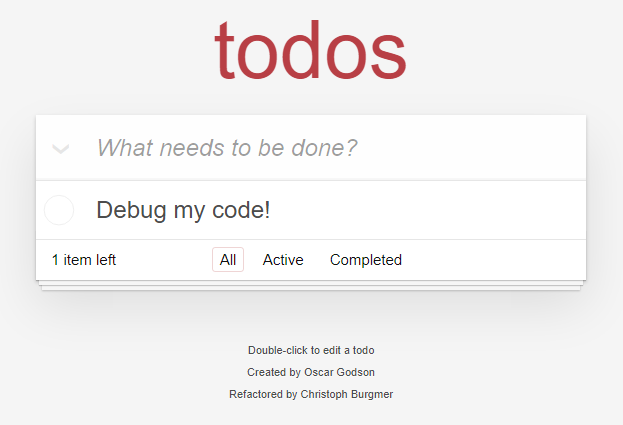 todos
What needs to be done?
Debug my code!
1 item left All Active Completed
Double-click to edit a todo
Created by Oscar Godson
Refactored by Christoph Burgmer